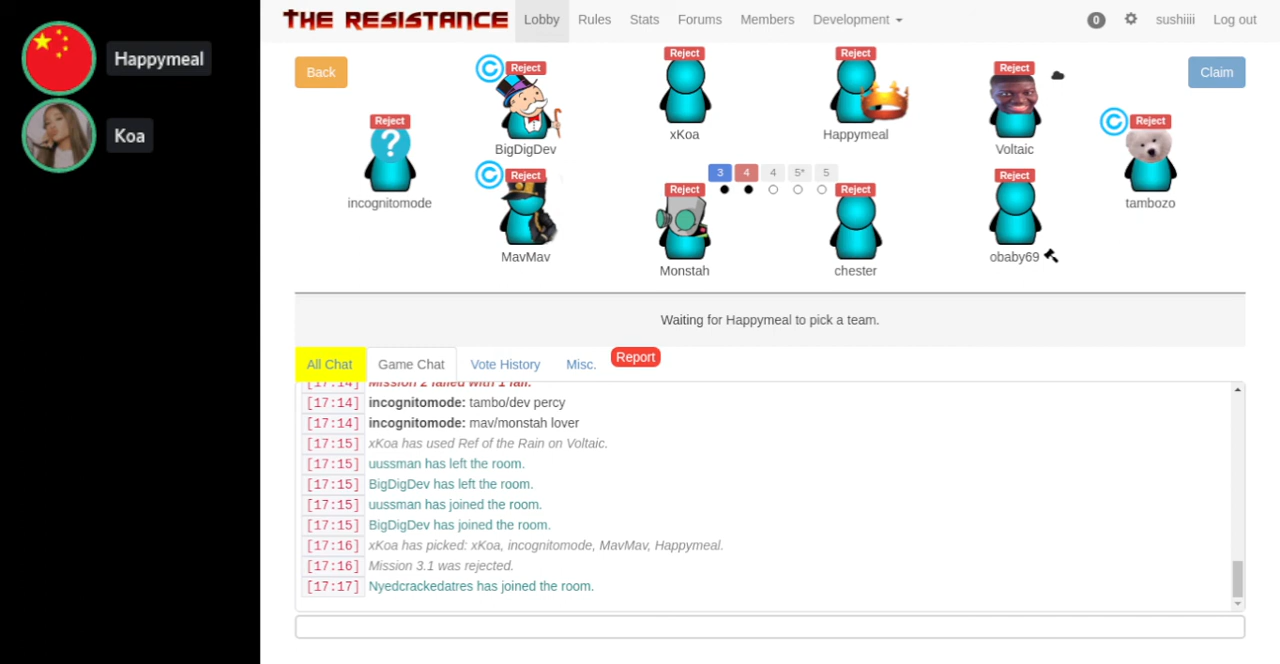 Happymeal
Koa
THE RESISTANCE Lobby Rules Stats Forums Members Development 0 sushiiii Log out
Back
Claim
Reject
incognitomode
C Reject
BigDigDev
C Reject
MavMav
Reject
xKoa
Reject
Monstah
Reject
Happymeal
Reject
chester
Reject
Voltaic
Reject
obaby69
C Reject
tambozo
?
3 4 4 5* 5
Waiting for Happymeal to pick a team.
All Chat Game Chat Vote History Misc. Report
[17:14] Mission 2 failed with 1 fail.
[17:14] incognitomode: tambo/dev percy
[17:14] incognitomode: mav/monstah lover
[17:15] xKoa has used Ref of the Rain on Voltaic.
[17:15] uussman has left the room.
[17:15] BigDigDev has left the room.
[17:15] uussman has joined the room.
[17:15] BigDigDev has joined the room.
[17:16] xKoa has picked: xKoa, incognitomode, MavMav, Happymeal.
[17:16] Mission 3.1 was rejected.
[17:17] Nyedcrackedatres has joined the room.